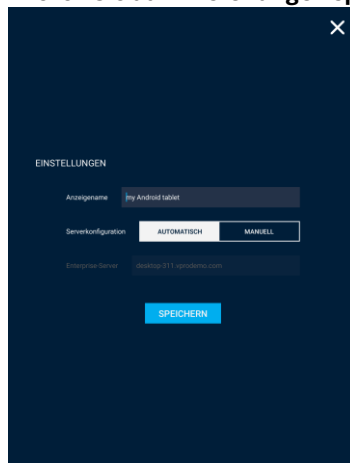 EINSTELLUNGEN
Anzeigename my Android tablet
Serverkonfiguration AUTOMATISCH MANUELL
Enterprise-Server desktop-311.vprodemo.com
SPEICHERN